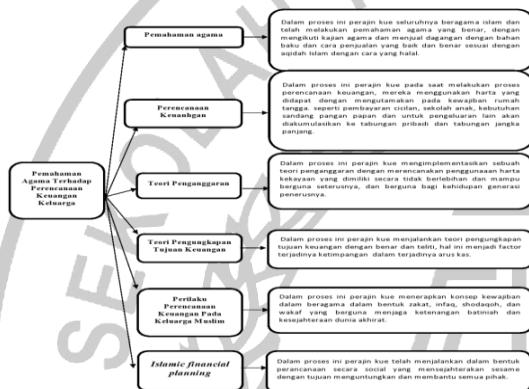 Pemahaman agama
Dalam proses ini perajin kue seluruhnya beragama islam dan
telah melakukan pemahaman agama yang benar, dengan
mengikuti kajian agama dan menjual dagangan dengan bahan
baku dan cara penjualan yang baik dan benar sesuai dengan
aqidah Islam dengan cara yang halal.
Perencanaan
Keuanhgan
Dalam proses ini perajin kue pada saat melakukan proses
perencanaan keuangan, mereka menggunakan harta yang
didapat dengan mengutamakan pada kewajiban rumah
tangga. seperti pembayaran cicilan, sekolah anak, kebutuhan
sandang pangan papan dan untuk pengeluaran lain akan
diakumulasikan ke tabungan pribadi dan tabungan jangka
panjang.
Pemahaman
Agama Terhadap
Perencanaan
Keuangan
Keluarga
Teori Penganggaran
Dalam proses ini perajin kue mengimplementasikan sebuah
teori penganggaran dengan merencanakan penggunaaan harta
kekayaan yang dimiliki secara tidak berlebihan dan mampu
berguna seterusnya, dan berguna bagi kehidupan generasi
penerusnya.
Teori Pengungkapan
Tujuan Keuangan
Dalam proses ini perajin kue menjalankan teori pengungkapan
tujuan keuangan dengan benar dan teliti, hal ini menjadi factor
terjadinya ketimpangan dalam terjadinya arus kas.
Perilaku
Perencanaan
Keuangan Pada
Keluarga Muslim
Dalam proses ini perajin kue menerapkan konsep kewajiban
dalam beragama dalam bentuk zakat, infaq, shodaqoh, dan
wakaf yang berguna menjaga ketenangan batiniah dan
kesejahteraan dunia akhirat.
Islamic financial
planning
Dalam proses ini perajin kue telah menjalankan dalam bentuk
perancanaan secara social yang mensejahterakan sesame
dengan tujuan menguntungkan dan membantu semua pihak.